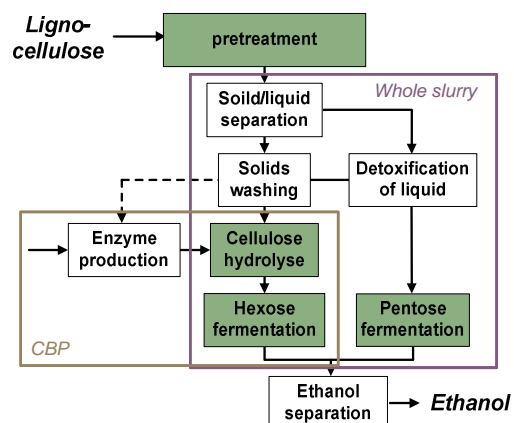 Ligno-
cellulose
pretreatment
Whole slurry
Soild/liquid
separation
Solids
washing
Detoxification
of liquid
Enzyme
production
Cellulose
hydrolyse
Hexose
fermentation
Pentose
fermentation
CBP
Ethanol
separation
Ethanol